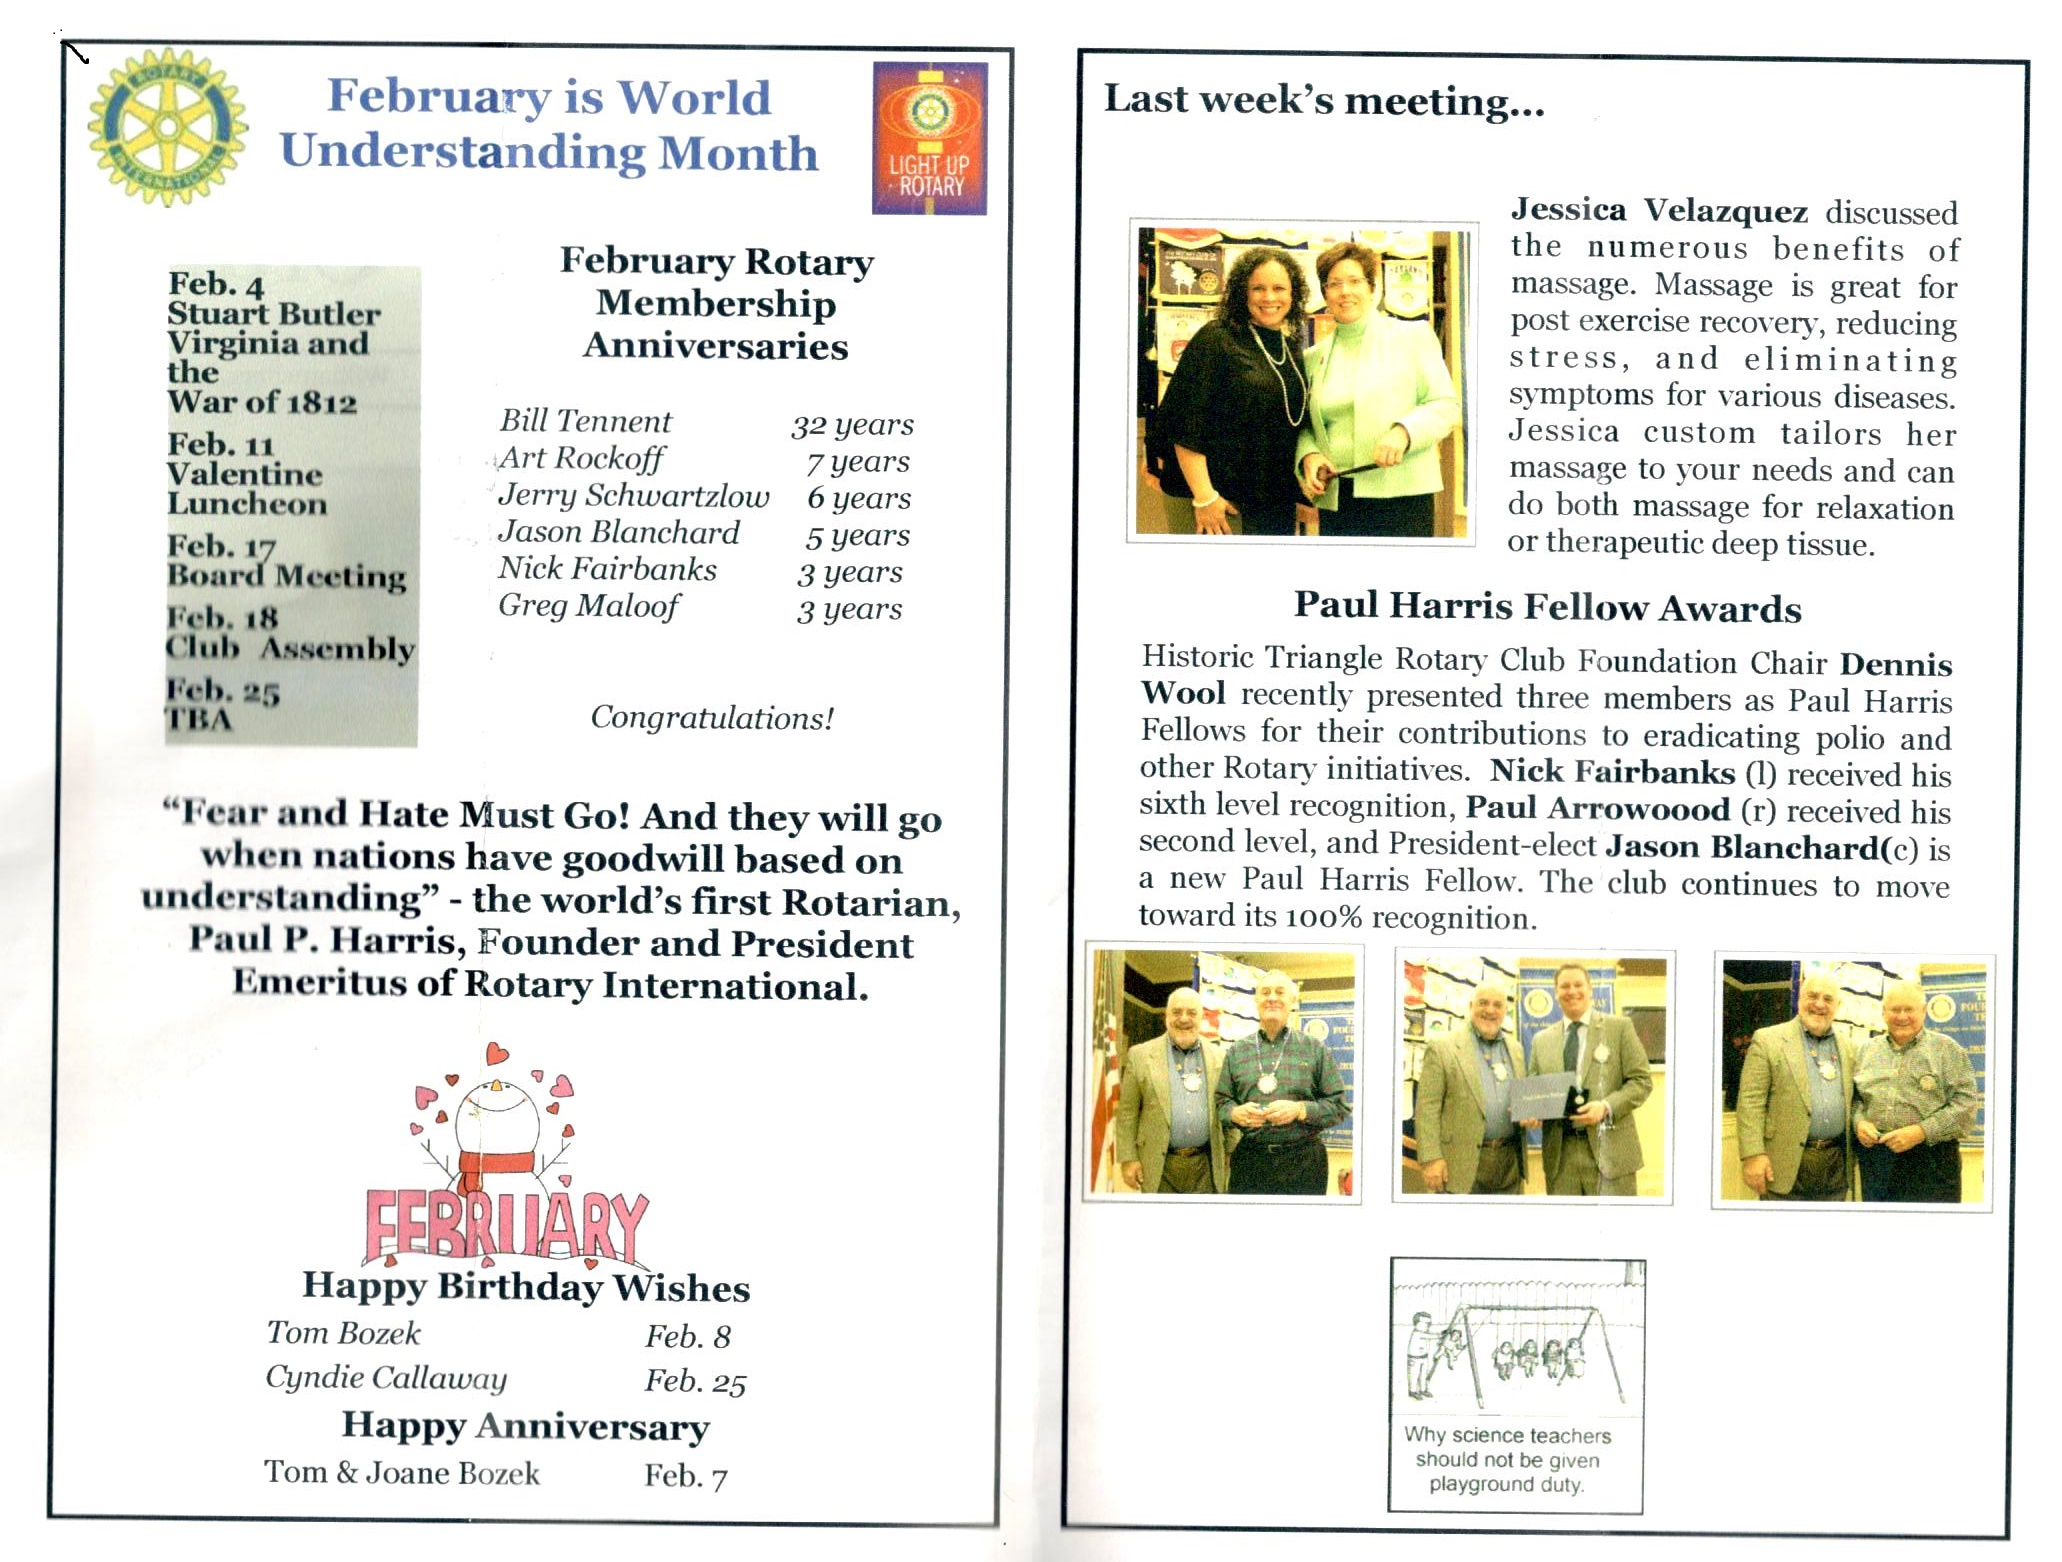 February is World
Understanding Month
ROTARY
INTERNATIONAL
LIGHT UP
ROTARY
Feb. 4
Stuart Butler
Virginia and
the
War of 1812
Feb. 11
Valentine
Luncheon
Feb. 17
Board Meeting
Feb. 18
Club Assembly
Feb. 25
TBA
February Rotary
Membership
Anniversaries
Bill Tennent 32 years
Art Rockoff 7 years
Jerry Schwartzlow 6 years
Jason Blanchard 5 years
Nick Fairbanks 3 years
Greg Maloof 3 years
Congratulations!
“Fear and Hate Must Go! And they will go
when nations have goodwill based on
understanding” - the world’s first Rotarian,
Paul P. Harris, Founder and President
Emeritus of Rotary International.
FEBRUARY
Happy Birthday Wishes
Tom Bozek Feb. 8
Cyndie Callaway Feb. 25
Happy Anniversary
Tom & Joane Bozek Feb. 7
Last week’s meeting...
Jessica Velazquez discussed
the numerous benefits of
massage. Massage is great for
post exercise recovery, reducing
stress, and eliminating
symptoms for various diseases.
Jessica custom tailors her
massage to your needs and can
do both massage for relaxation
or therapeutic deep tissue.
Paul Harris Fellow Awards
Historic Triangle Rotary Club Foundation Chair Dennis
Wool recently presented three members as Paul Harris
Fellows for their contributions to eradicating polio and
other Rotary initiatives. Nick Fairbanks (l) received his
sixth level recognition, Paul Arrowoood (r) received his
second level, and President-elect Jason Blanchard(c) is
a new Paul Harris Fellow. The club continues to move
toward its 100% recognition.
Why science teachers
should not be given
playground duty.